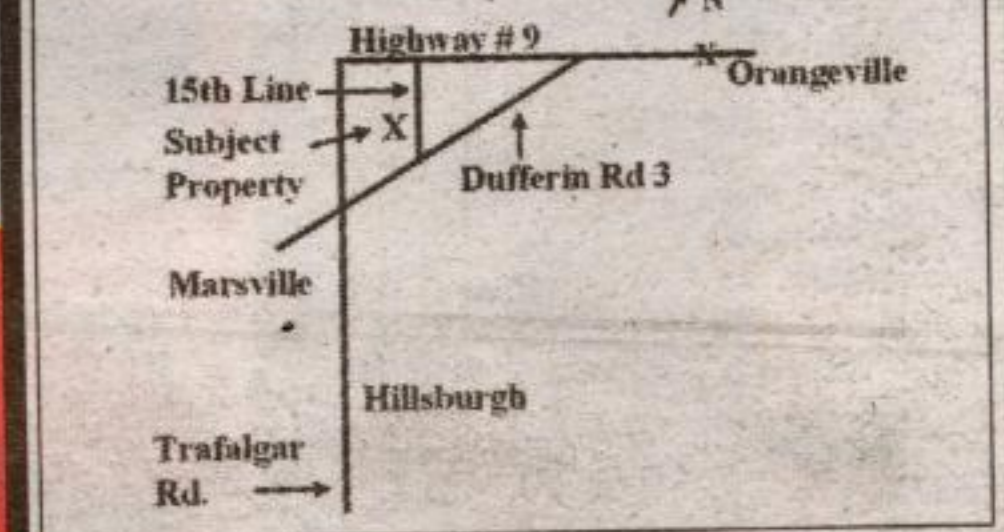 N
Highway # 9
Orangeville
15th Line
X
Subject
Property
Dufferin Rd 3
Marsville
Hillsburgh
Trafalgar
Rd.